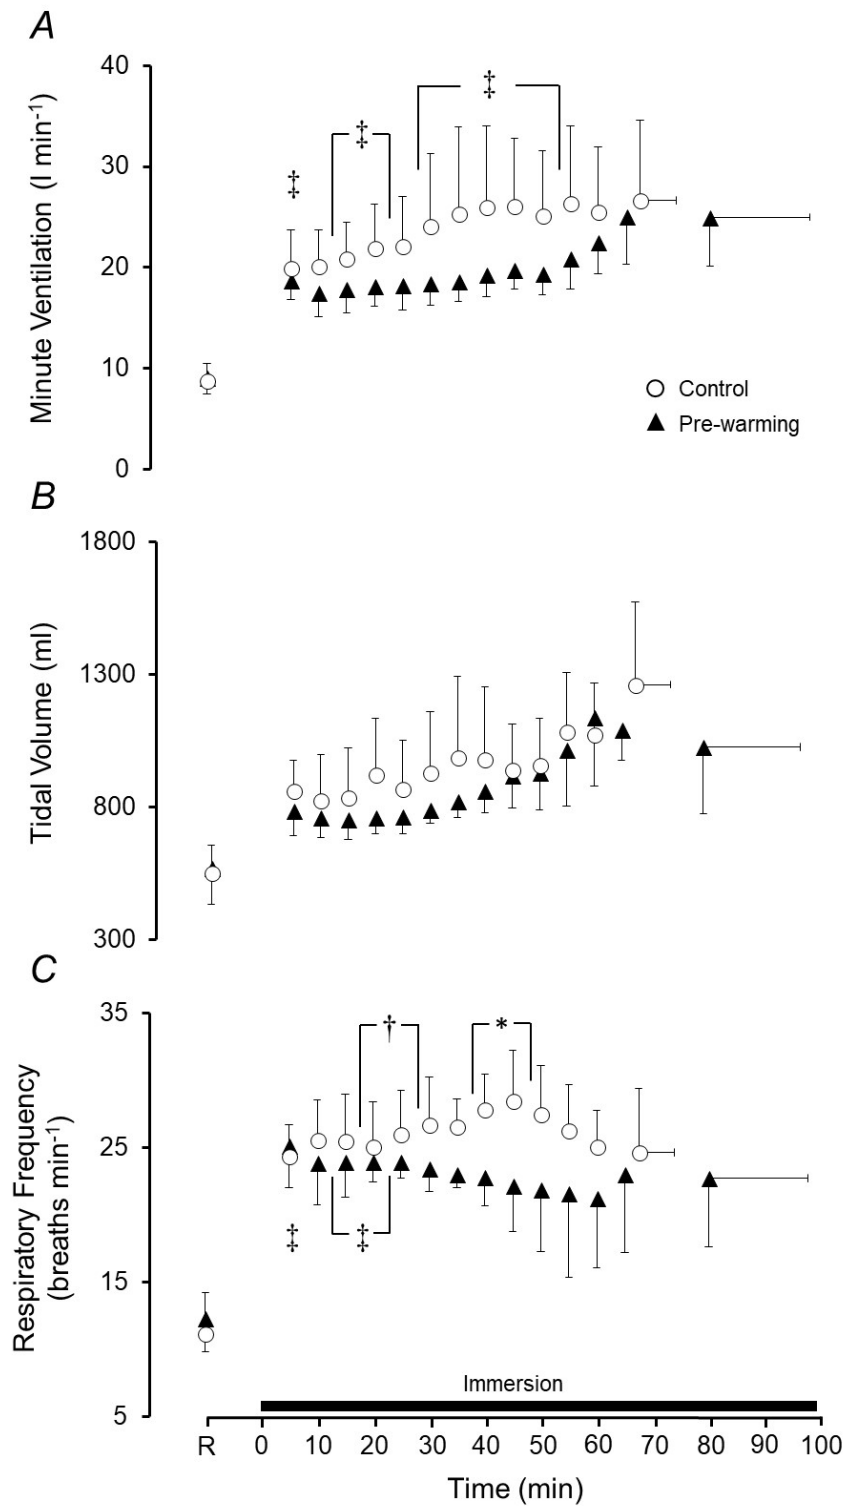 A
40
30
20
10
0
Minute Ventilation (l min⁻¹)
‡
‡
‡
Control
Pre-warming
B
1800
1300
800
300
Tidal Volume (ml)
C
35
25
15
5
Respiratory Frequency
(breaths min⁻¹)
†
*
‡
‡
Immersion
R 0 10 20 30 40 50 60 70 80 90 100
Time (min)